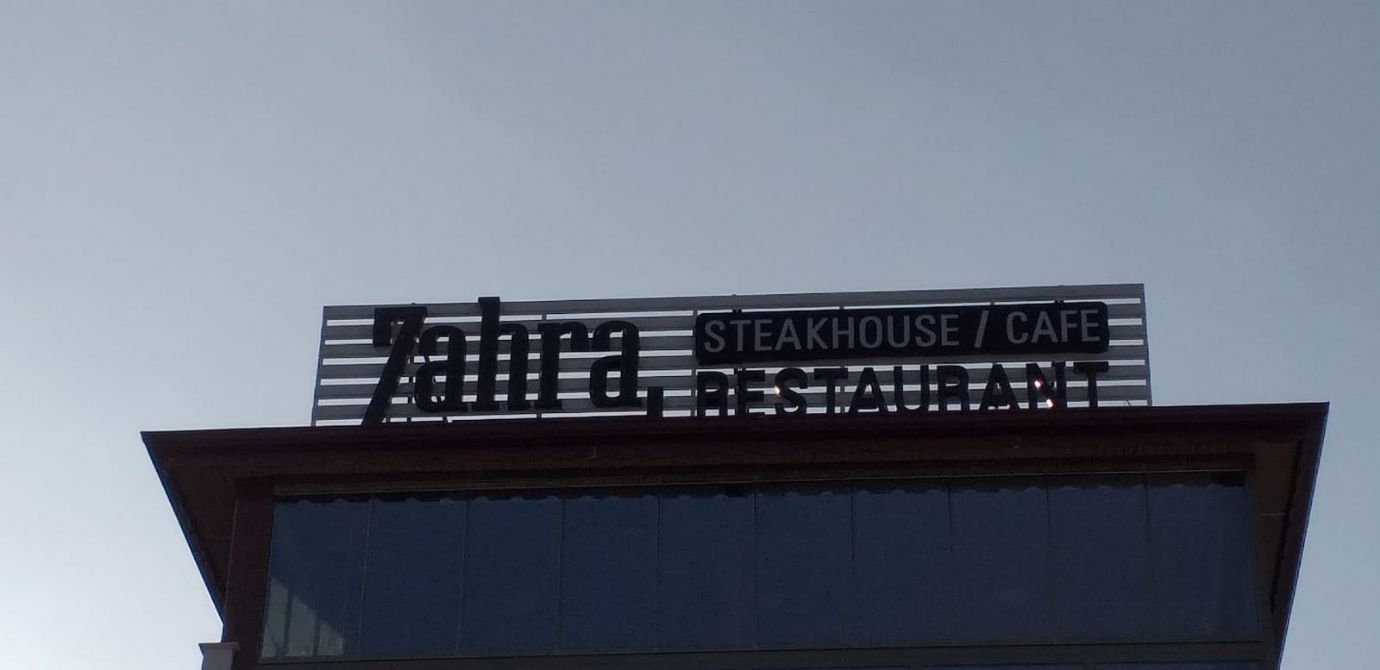 Zahra
STEAKHOUSE / CAFE
RESTAURANT